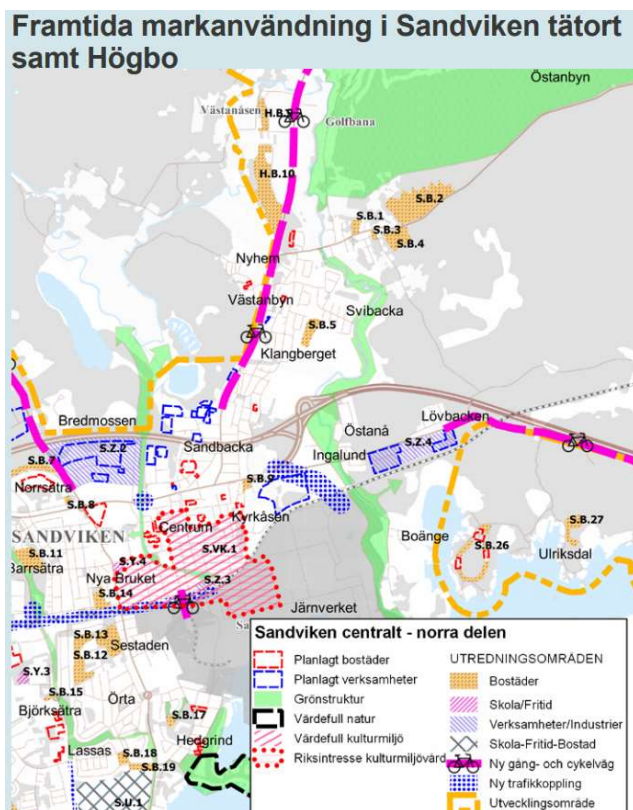 Framtida markanvändning i Sandviken tätort
samt Högbo
Östanbyn
Västanåsen
Golfbana
H.B.10
S.B.2
S.B.1
S.B.3
S.B.4
Nyhem
Västanbyn
Svibacka
S.B.5
Klangberget
Bredmossen
Lövbacken
Östanå
S.Z.2
Sandbacka
S.Z.4
Ingalund
S.B.7
S.B.9
Norrsätra
S.B.8
Kyrkåsen
Centrum
S.B.27
SANDVIKEN
Boänge
S.VK.1
S.B.26
Ulriksdal
S.B.11
S.Y.4
Barrsätra
Nya Bruket
S.Z.3
S.B.14
Järnverket
S.B.13
Sestaden
S.B.12
S.Y.3
S.B.15
Örta
Björksätra
S.B.17
Hedgrind
Lassas
S.B.18
S.B.19
S.U.1
Sandviken centralt - norra delen
Planlagt bostäder
Planlagt verksamheter
Grönstruktur
Värdefull natur
Värdefull kulturmiljö
Riksintresse kulturmiljövård
UTREDNINGSOMRÅDEN
Bostäder
Skola/Fritid
Verksamheter/Industrier
Skola-Fritid-Bostad
Ny gång- och cykelväg
Ny trafikkoppling
Utvecklingsområde